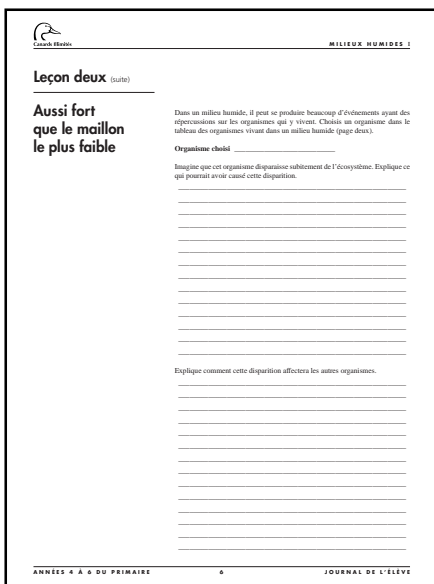 Canards Illimités
MILIEUX HUMIDES 1
Leçon deux (suite)
Aussi fort
que le maillon
le plus faible
Dans un milieu humide, il peut se produire beaucoup d'événements ayant des
répercussions sur les organismes qui y vivent. Choisis un organisme dans le
tableau des organismes vivant dans un milieu humide (page deux).
Organisme choisi
Imagine que cet organisme disparaisse subitement de l'écosystème. Explique ce
qui pourrait avoir causé cette disparition.
Explique comment cette disparition affectera les autres organismes.
ANNÉES 4 À 6 DU PRIMAIRE
6
JOURNAL DE L'ÉLÈVE